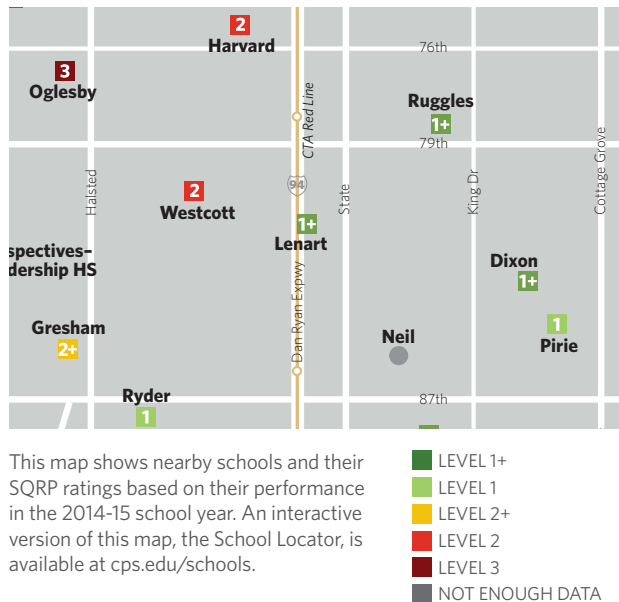 2
Harvard
76th
3
Oglesby
CTA Red Line
Ruggles
1+
79th
Halsted
94
State
King Dr
Cottage Grove
2
Westcott
1+
Lenart
spectives–
dership HS
Dixon
1+
Dan Ryan Expwy
Gresham
2+
Neil
1
Pirie
Ryder
1
87th
This map shows nearby schools and their
SQRP ratings based on their performance
in the 2014-15 school year. An interactive
version of this map, the School Locator, is
available at cps.edu/schools.
LEVEL 1+
LEVEL 1
LEVEL 2+
LEVEL 2
LEVEL 3
NOT ENOUGH DATA